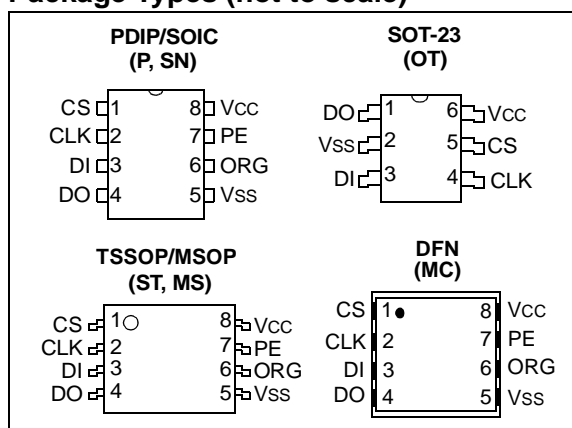 Package Types (not to scale)
PDIP/SOIC
(P, SN)
CS 1 8 VCC
CLK 2 7 PE
DI 3 6 ORG
DO 4 5 VSS
SOT-23
(OT)
DO 1 6 VCC
VSS 2 5 CS
DI 3 4 CLK
TSSOP/MSOP
(ST, MS)
CS 1 8 VCC
CLK 2 7 PE
DI 3 6 ORG
DO 4 5 VSS
DFN
(MC)
CS 1 8 VCC
CLK 2 7 PE
DI 3 6 ORG
DO 4 5 VSS